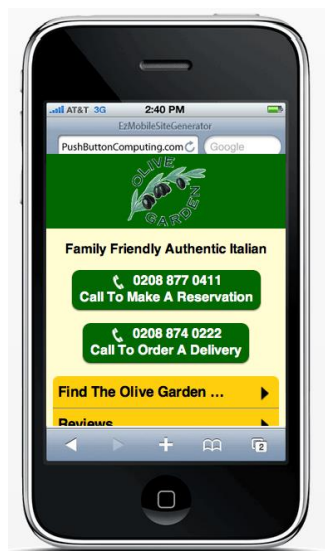 AT&T 3G 2:40 PM
EzMobileSiteGenerator
PushButtonComputing.com Google
OLIVE
GARDEN
Family Friendly Authentic Italian
0208 877 0411
Call To Make A Reservation
0208 874 0222
Call To Order A Delivery
Find The Olive Garden ...
Reviews
2